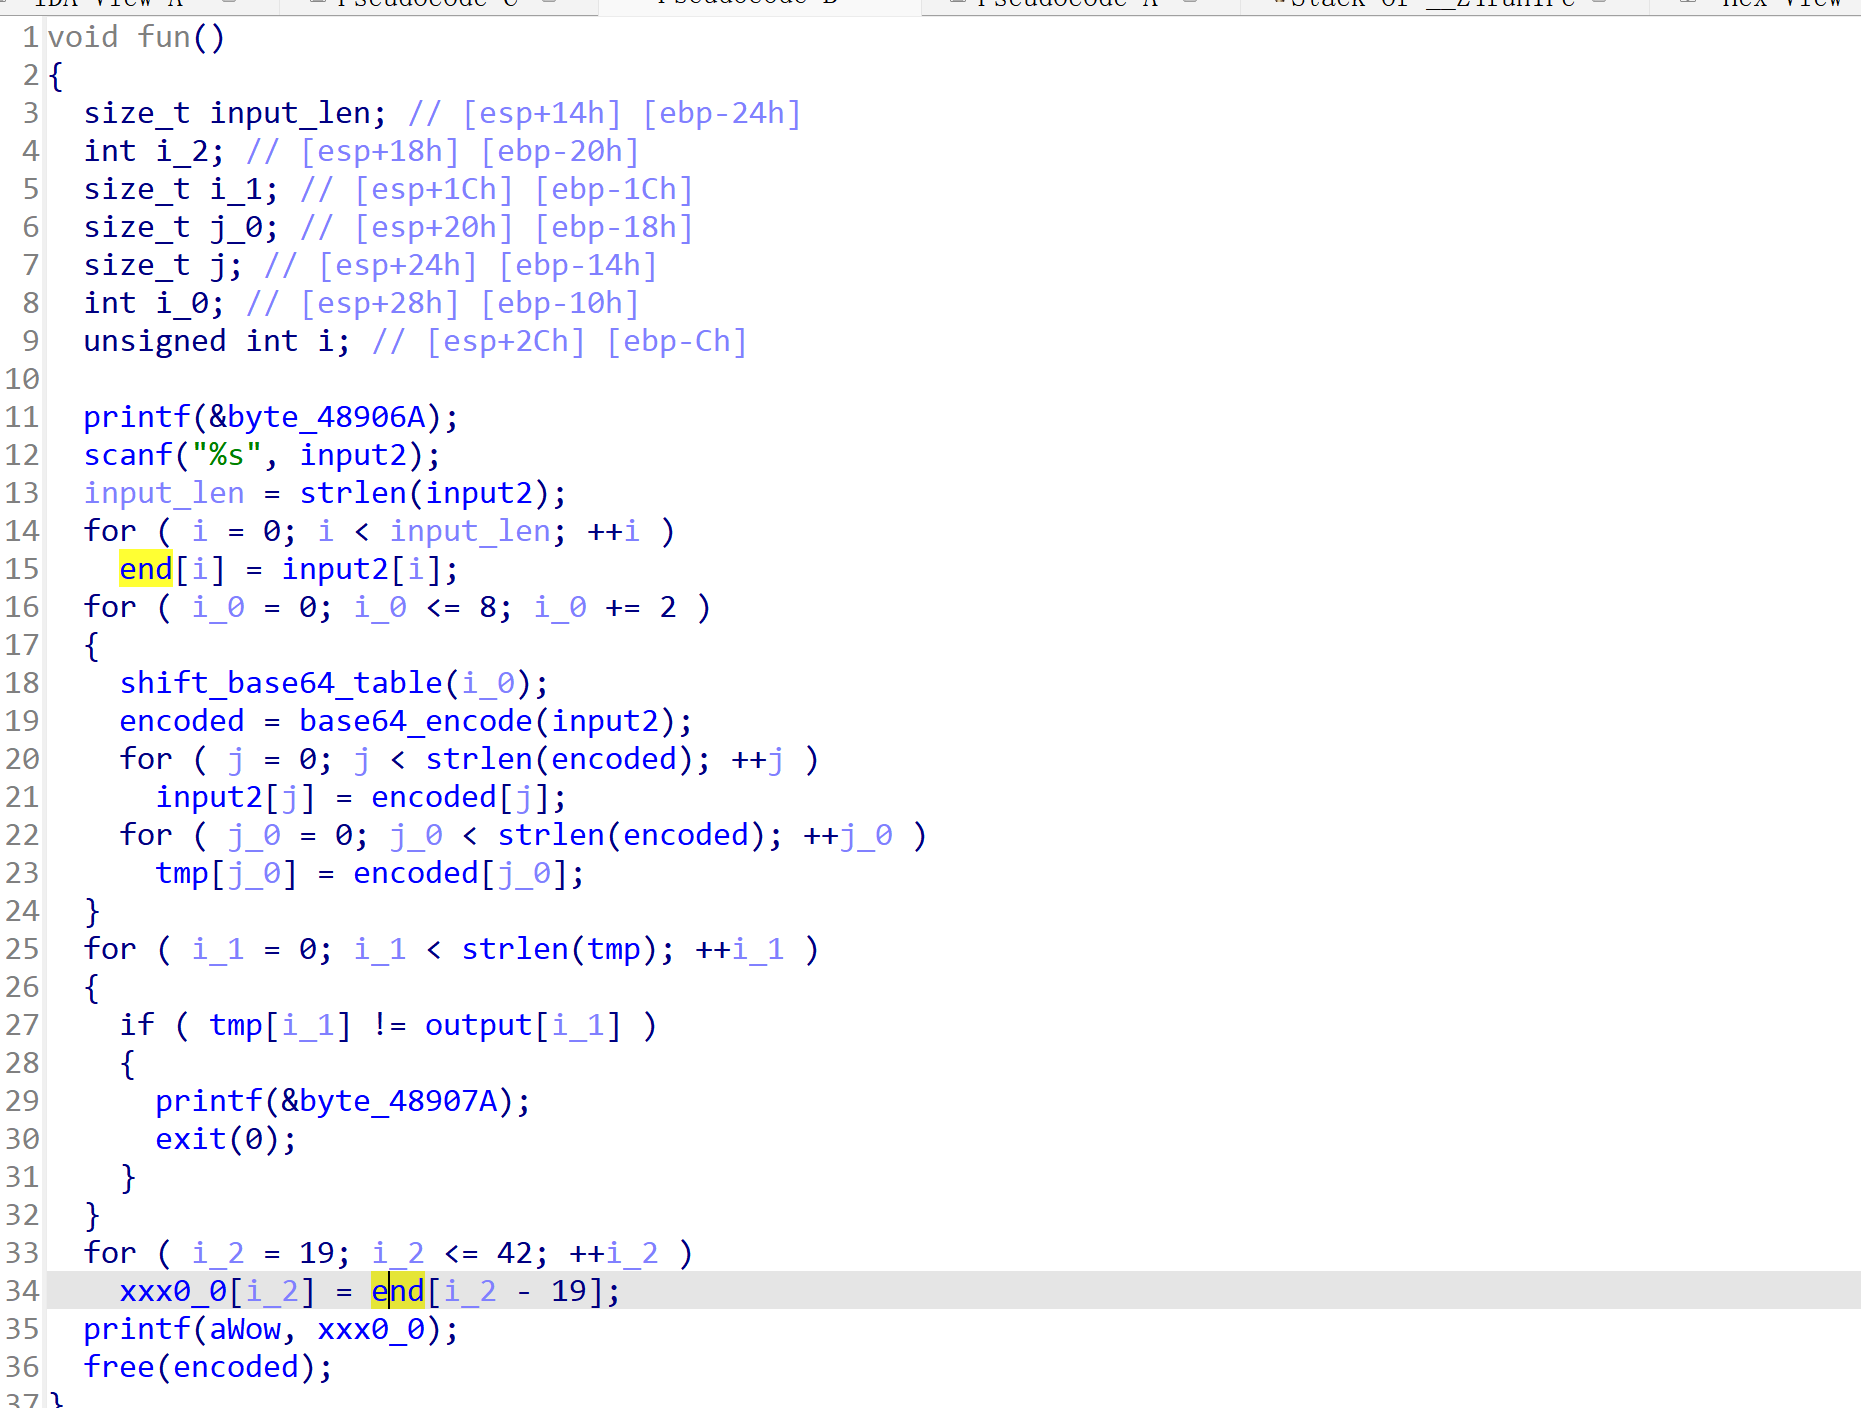 1 void fun()
2 {
3 size_t input_len; // [esp+14h] [ebp-24h]
4 int i_2; // [esp+18h] [ebp-20h]
5 size_t i_1; // [esp+1Ch] [ebp-1Ch]
6 size_t j_0; // [esp+20h] [ebp-18h]
7 size_t j; // [esp+24h] [ebp-14h]
8 int i_0; // [esp+28h] [ebp-10h]
9 unsigned int i; // [esp+2Ch] [ebp-Ch]
10
11 printf(&byte_48906A);
12 scanf("%s", input2);
13 input_len = strlen(input2);
14 for ( i = 0; i < input_len; ++i )
15 end[i] = input2[i];
16 for ( i_0 = 0; i_0 <= 8; i_0 += 2 )
17 {
18 shift_base64_table(i_0);
19 encoded = base64_encode(input2);
20 for ( j = 0; j < strlen(encoded); ++j )
21 input2[j] = encoded[j];
22 for ( j_0 = 0; j_0 < strlen(encoded); ++j_0 )
23 tmp[j_0] = encoded[j_0];
24 }
25 for ( i_1 = 0; i_1 < strlen(tmp); ++i_1 )
26 {
27 if ( tmp[i_1] != output[i_1] )
28 {
29 printf(&byte_48907A);
30 exit(0);
31 }
32 }
33 for ( i_2 = 19; i_2 <= 42; ++i_2 )
34 xxx0_0[i_2] = end[i_2 - 19];
35 printf(aWow, xxx0_0);
36 free(encoded);
37 }